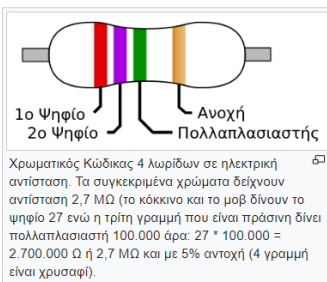 1ο Ψηφίο
Ανοχή
2ο Ψηφίο
Πολλαπλασιαστής
Χρωματικός Κώδικας 4 λωρίδων σε ηλεκτρική
αντίσταση. Τα συγκεκριμένα χρώματα δείχνουν
αντίσταση 2,7 MΩ (το κόκκινο και το μοβ δίνουν το
ψηφίο 27 ενώ η τρίτη γραμμή που είναι πράσινη δίνει
πολλαπλασιαστή 100.000 άρα: 27 * 100.000 =
2.700.000 Ω ή 2,7 MΩ και με 5% αντοχή (4 γραμμή
είναι χρυσαφί).